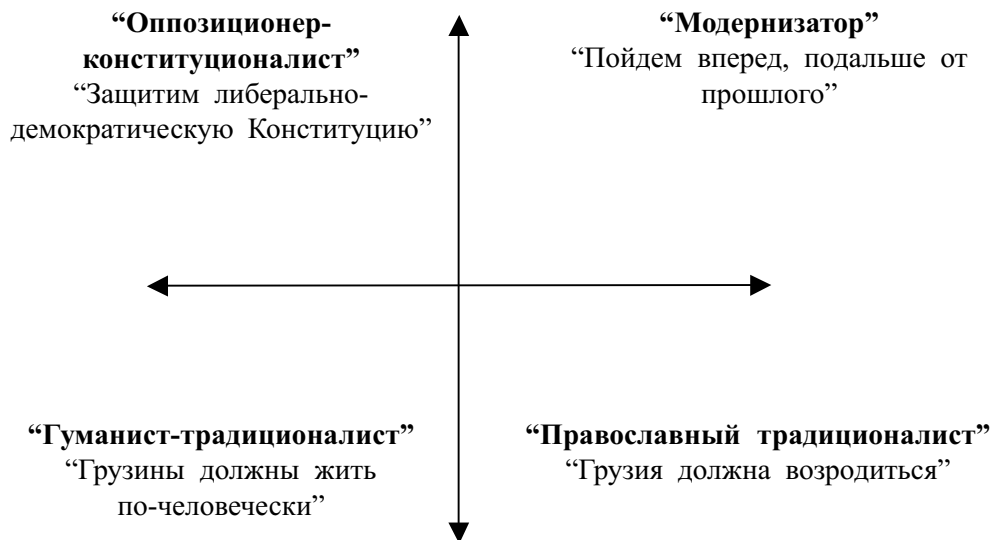 “Оппозиционер-
конституционалист”
“Защитим либерально-
демократическую Конституцию”
“Модернизатор”
“Пойдем вперед, подальше от
прошлого”
“Гуманист-традиционалист”
“Грузины должны жить
по-человечески”
“Православный традиционалист”
“Грузия должна возродиться”